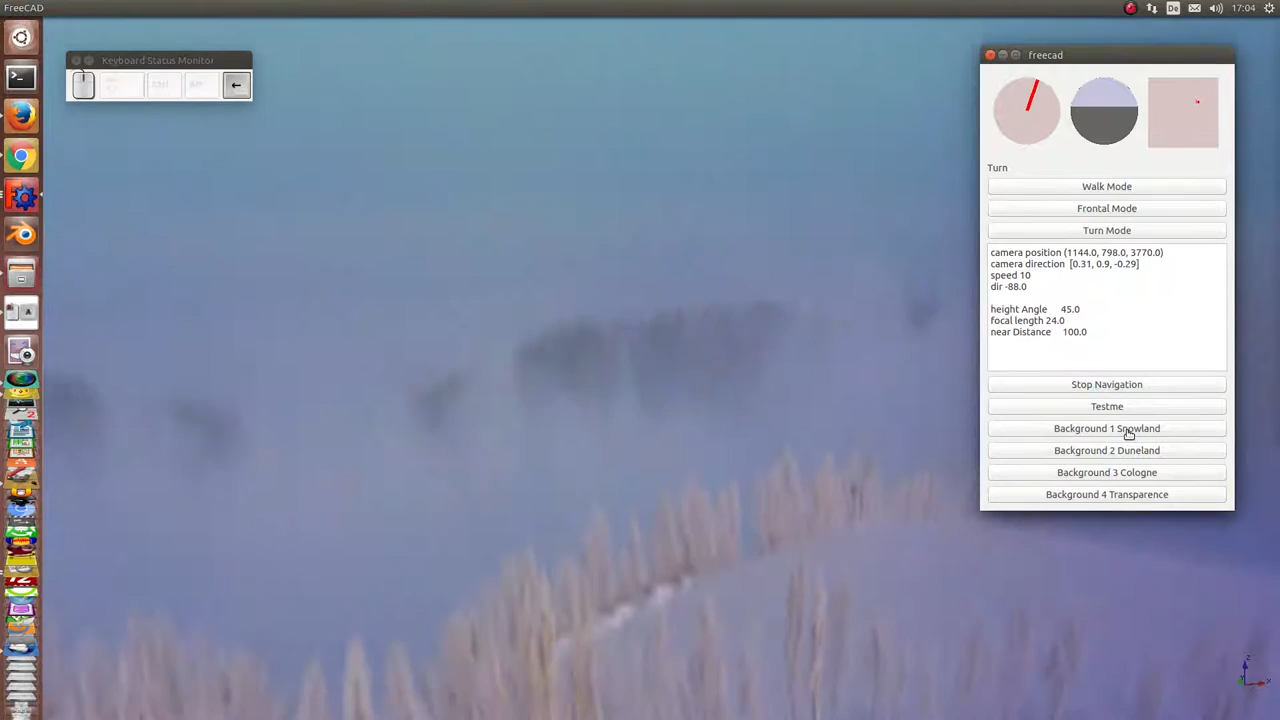 FreeCAD
De
17:04
Keyboard Status Monitor
Ctrl
Alt
←
freecad
Turn
Walk Mode
Frontal Mode
Turn Mode
camera position (1144.0, 798.0, 3770.0)
camera direction [0.31, 0.9, -0.29]
speed 10
dir -88.0
height Angle 45.0
focal length 24.0
near Distance 100.0
Stop Navigation
Testme
Background 1 Snowland
Background 2 Duneland
Background 3 Cologne
Background 4 Transparence
Z
X